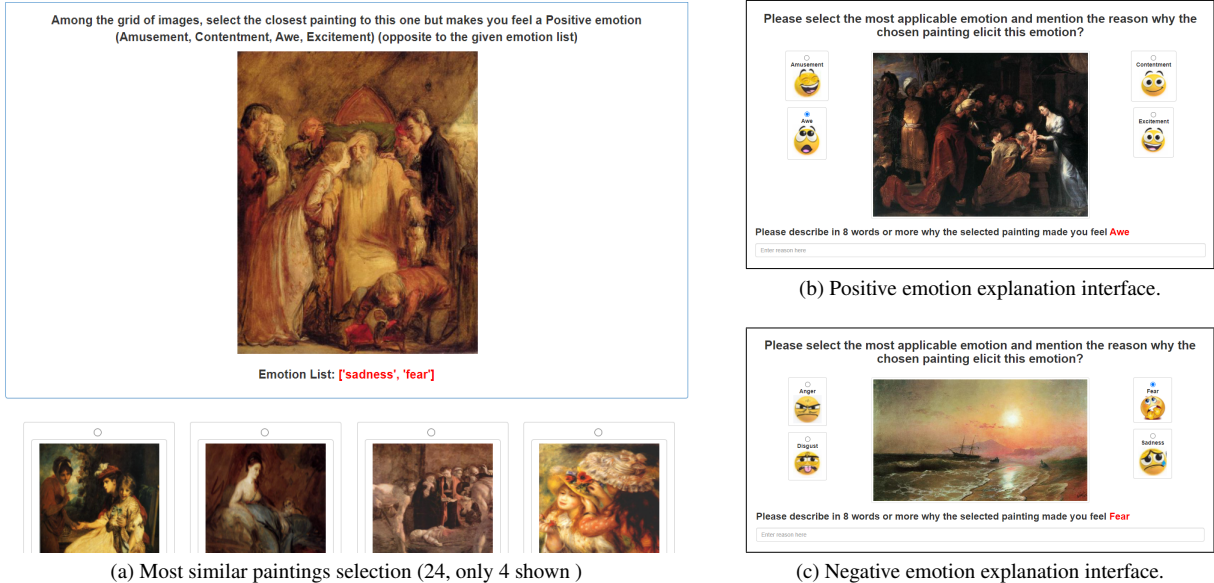 Among the grid of images, select the closest painting to this one but makes you feel a Positive emotion
(Amusement, Contentment, Awe, Excitement) (opposite to the given emotion list)
Emotion List: ['sadness', 'fear']
(a) Most similar paintings selection (24, only 4 shown )
Please select the most applicable emotion and mention the reason why the
chosen painting elicit this emotion?
Amusement
Contentment
Awe
Excitement
Please describe in 8 words or more why the selected painting made you feel Awe
Enter reason here
(b) Positive emotion explanation interface.
Please select the most applicable emotion and mention the reason why the
chosen painting elicit this emotion?
Anger
Fear
Disgust
Sadness
Please describe in 8 words or more why the selected painting made you feel Fear
Enter reason here
(c) Negative emotion explanation interface.